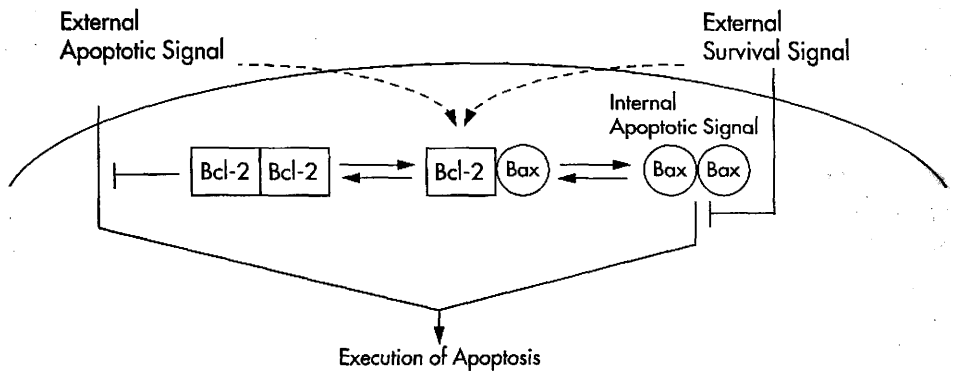 External
Apoptotic Signal
External
Survival Signal
Internal
Apoptotic Signal
Bcl-2 Bcl-2
Bcl-2 Bax
Bax Bax
Execution of Apoptosis